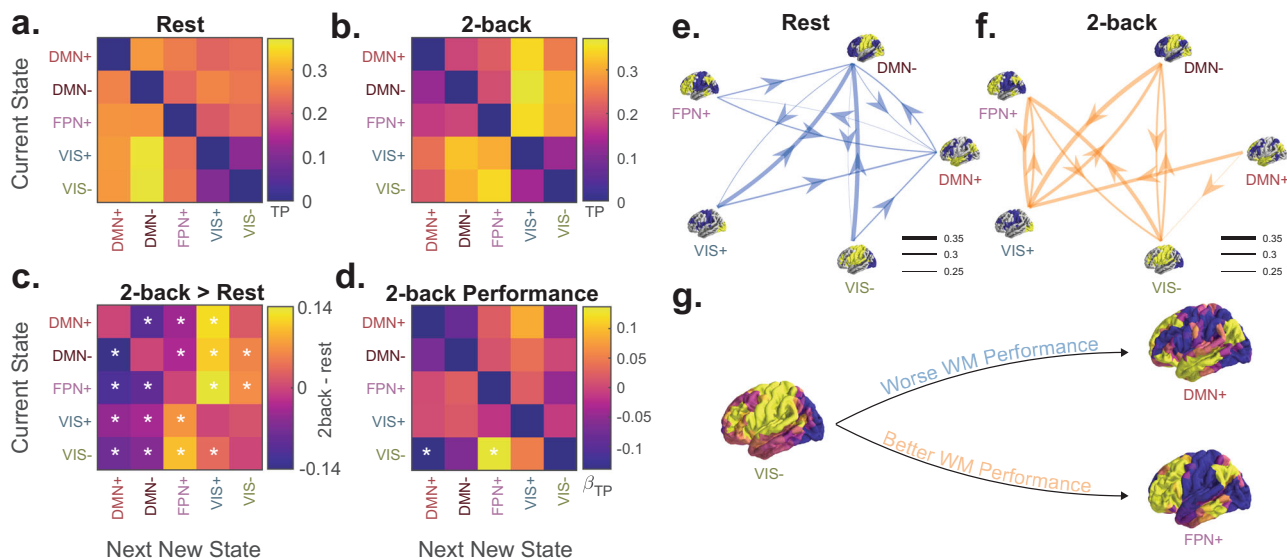 a.
Rest
Current State
DMN+
DMN-
FPN+
VIS+
VIS-
0.3
0.2
0.1
0
TP
DMN+
DMN-
FPN+
VIS+
VIS-
b.
2-back
DMN+
DMN-
FPN+
VIS+
VIS-
0.3
0.2
0.1
0
TP
DMN+
DMN-
FPN+
VIS+
VIS-
e.
Rest
DMN-
FPN+
DMN+
VIS+
VIS-
0.35
0.3
0.25
f.
2-back
DMN-
FPN+
DMN+
VIS+
VIS-
0.35
0.3
0.25
c.
2-back > Rest
Current State
DMN+
DMN-
FPN+
VIS+
VIS-
* * *
* * * *
* * * *
* * *
* * * *
0.14
0
-0.14
2back - rest
DMN+
DMN-
FPN+
VIS+
VIS-
Next New State
d.
2-back Performance
DMN+
DMN-
FPN+
VIS+
VIS-
* *
0.1
0.05
0
-0.05
-0.1
βTP
DMN+
DMN-
FPN+
VIS+
VIS-
Next New State
g.
VIS-
Worse WM Performance
DMN+
Better WM Performance
FPN+